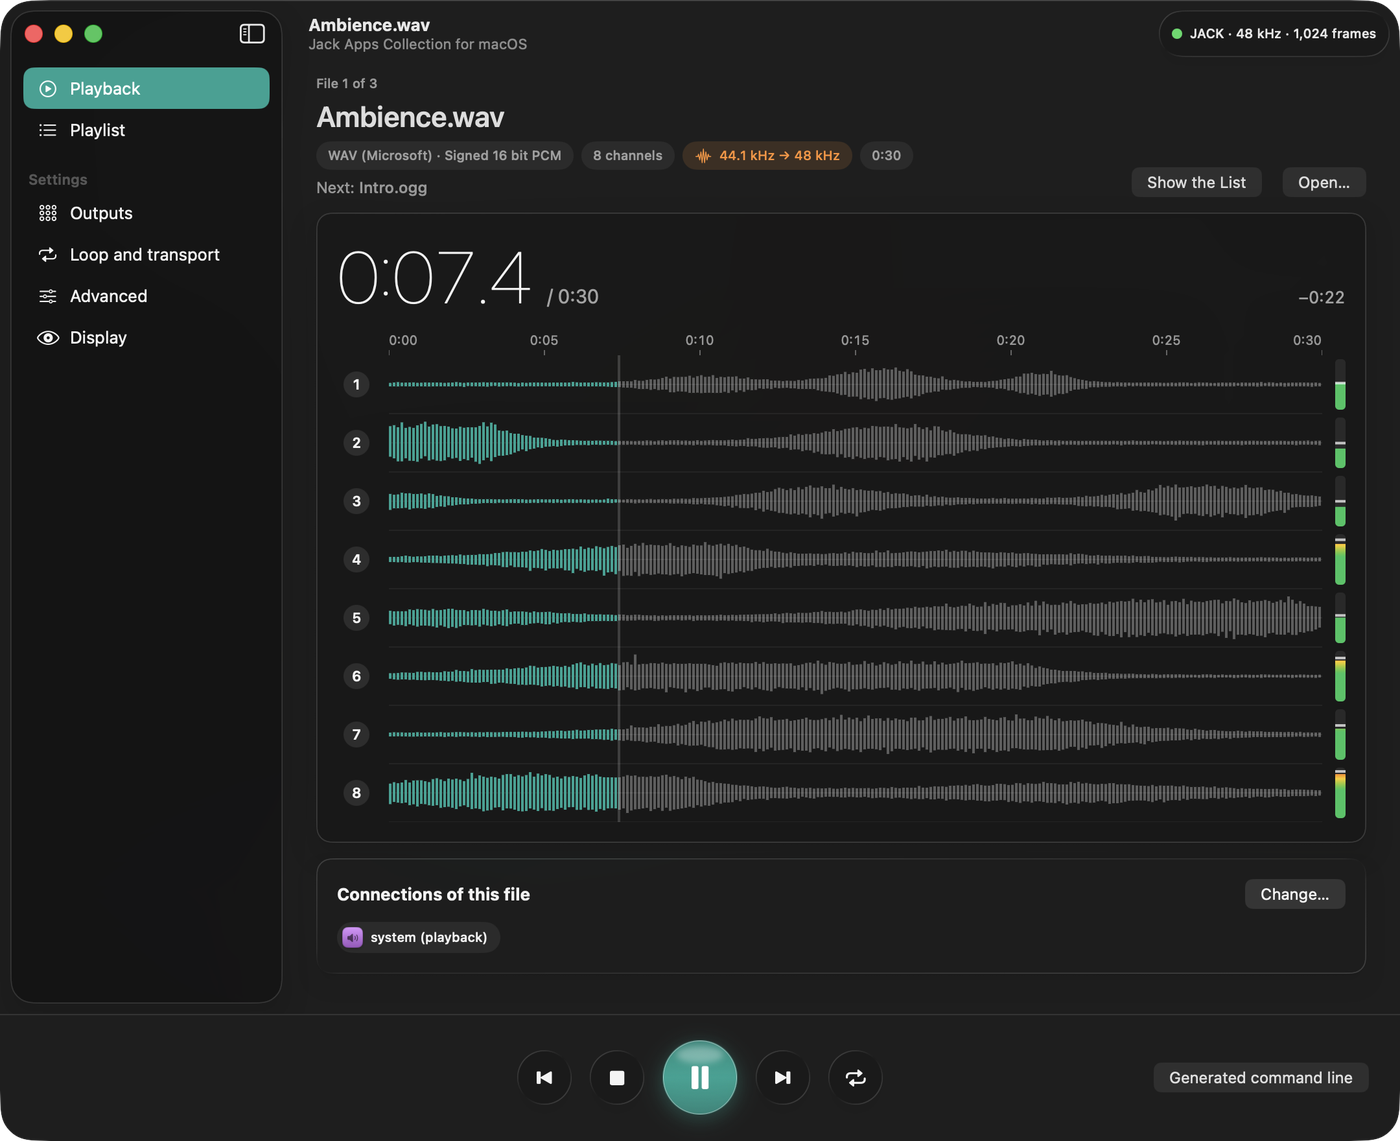 Ambience.wav
Jack Apps Collection for macOS
JACK · 48 kHz · 1,024 frames
Playback
Playlist
Settings
Outputs
Loop and transport
Advanced
Display
File 1 of 3
Ambience.wav
WAV (Microsoft) · Signed 16 bit PCM
8 channels
44.1 kHz → 48 kHz
0:30
Next: Intro.ogg
Show the List
Open...
0:07.4 / 0:30
−0:22
0:00 0:05 0:10 0:15 0:20 0:25 0:30
1
2
3
4
5
6
7
8
Connections of this file
Change...
system (playback)
Generated command line